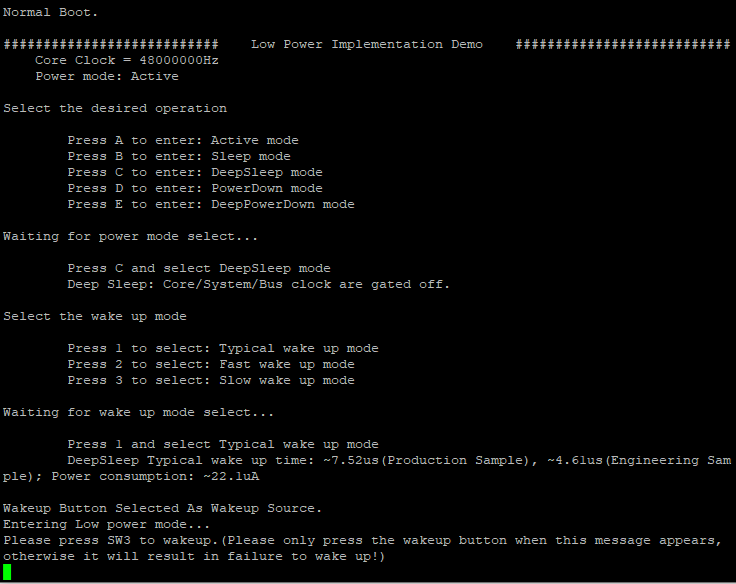 Normal Boot.
########################### Low Power Implementation Demo ###########################
Core Clock = 48000000Hz
Power mode: Active
Select the desired operation
Press A to enter: Active mode
Press B to enter: Sleep mode
Press C to enter: DeepSleep mode
Press D to enter: PowerDown mode
Press E to enter: DeepPowerDown mode
Waiting for power mode select...
Press C and select DeepSleep mode
Deep Sleep: Core/System/Bus clock are gated off.
Select the wake up mode
Press 1 to select: Typical wake up mode
Press 2 to select: Fast wake up mode
Press 3 to select: Slow wake up mode
Waiting for wake up mode select...
Press 1 and select Typical wake up mode
DeepSleep Typical wake up time: ~7.52us(Production Sample), ~4.61us(Engineering Sam
ple); Power consumption: ~22.1uA
Wakeup Button Selected As Wakeup Source.
Entering Low power mode...
Please press SW3 to wakeup.(Please only press the wakeup button when this message appears,
otherwise it will result in failure to wake up!)